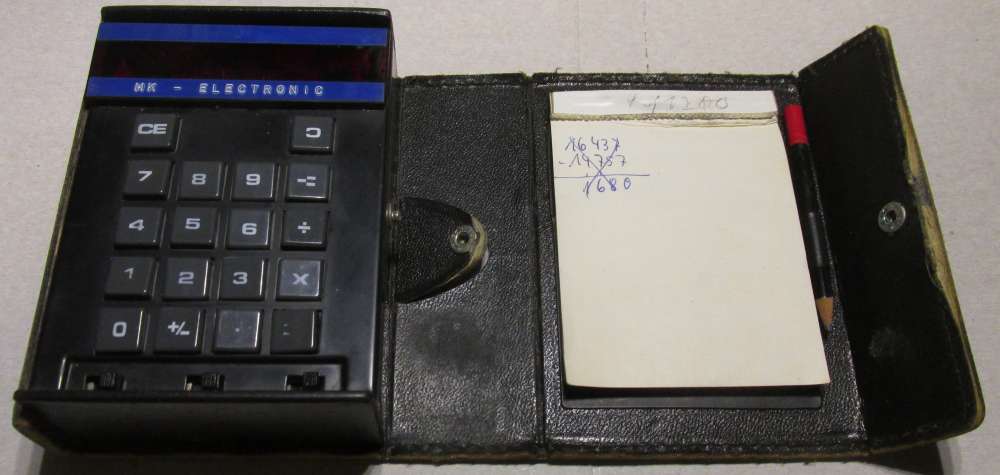 MK - ELECTRONIC
CE C
7 8 9 -=
4 5 6 ÷
1 2 3 X
0 +/- .
16437
- 14757
1680